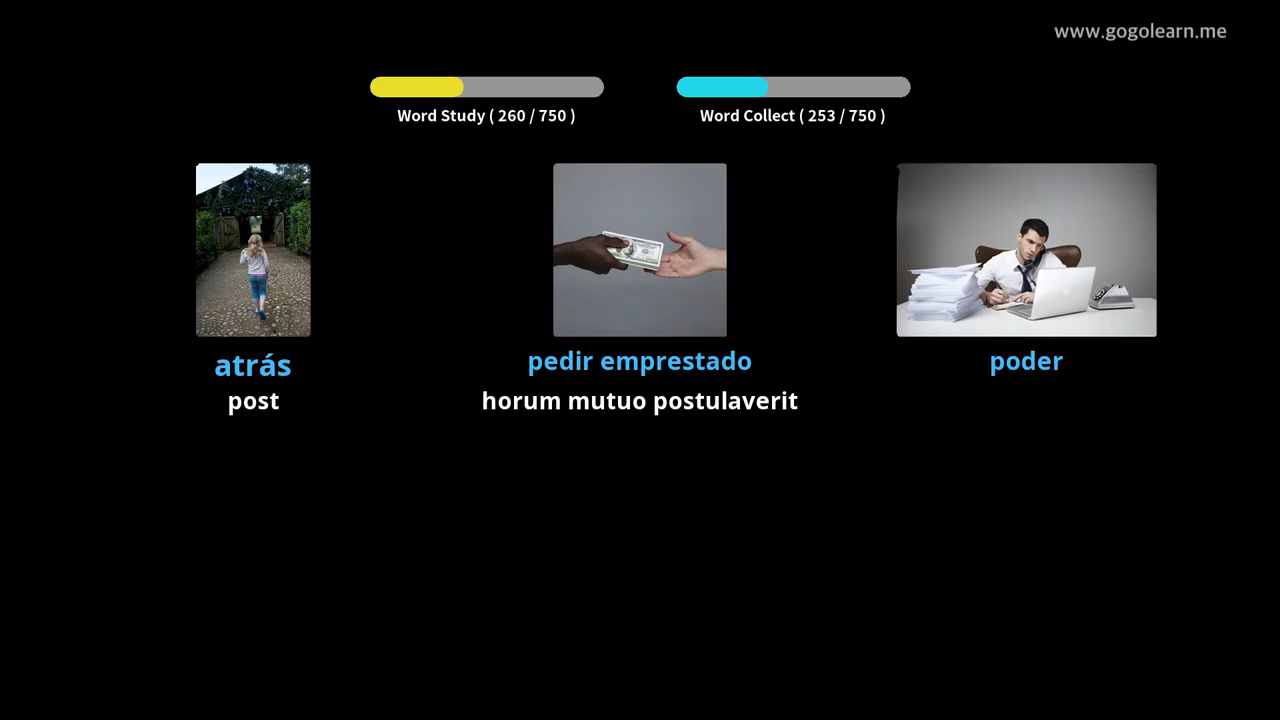 www.gogolearn.me
Word Study ( 260 / 750 )
Word Collect ( 253 / 750 )
atrás
post
pedir emprestado
horum mutuo postulaverit
poder